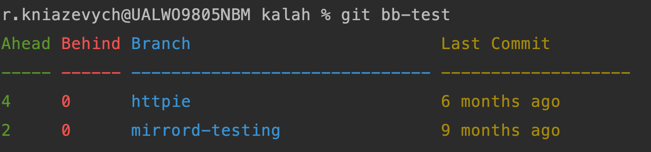 r.kniazevych@UALWO9805NBM kalah % git bb-test
Ahead Behind Branch Last Commit
----- ------ ------------------------------ -------------------
4 0 httpie 6 months ago
2 0 mirrord-testing 9 months ago